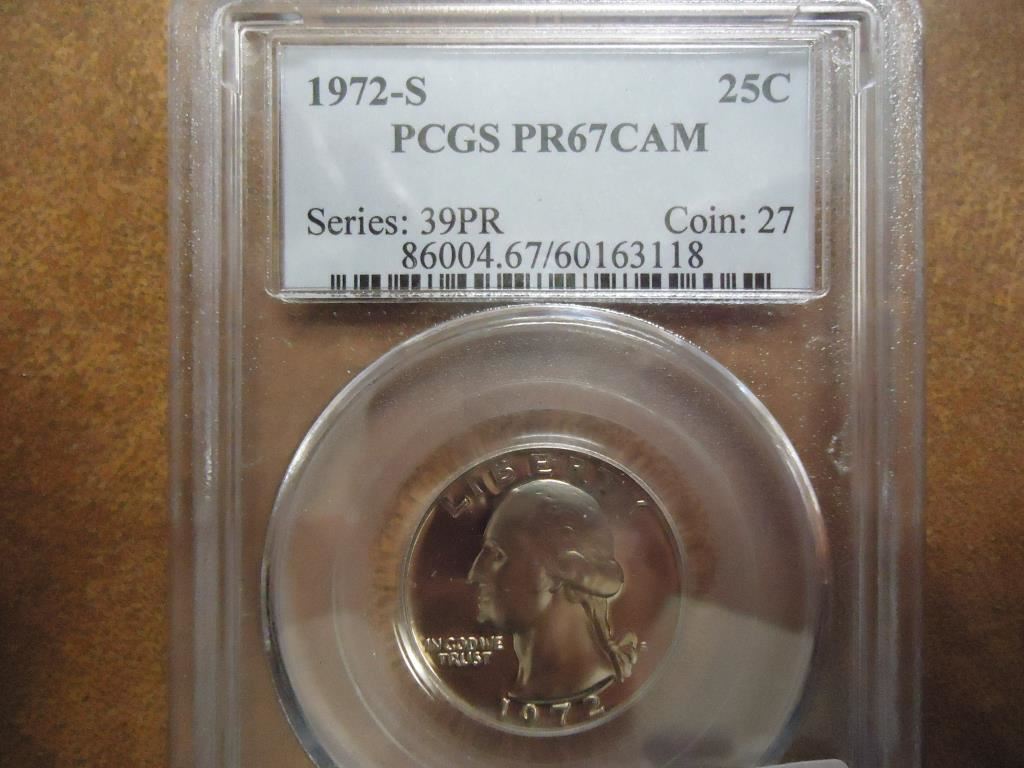 1972-S 25C
PCGS PR67CAM
Series: 39PR Coin: 27
86004.67/60163118
LIBERTY
IN GOD WE
TRUST
S
1972